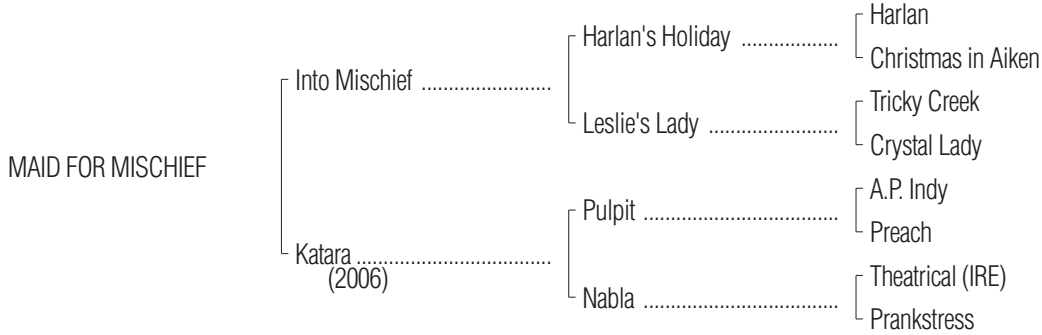 Harlan
Harlan's Holiday ..................
Christmas in Aiken
Into Mischief ........................
Tricky Creek
Leslie's Lady ........................
Crystal Lady
MAID FOR MISCHIEF
A.P. Indy
Pulpit ....................................
Preach
Katara ....................................
(2006)
Theatrical (IRE)
Nabla ....................................
Prankstress